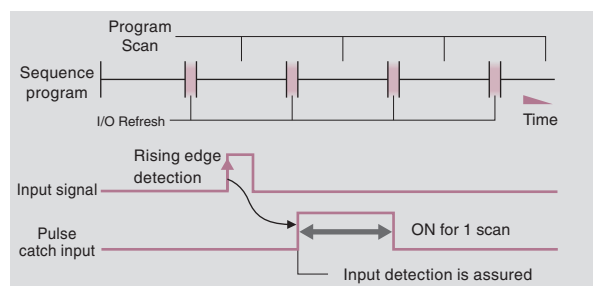 Program
Scan
Sequence
program
I/O Refresh
Time
Rising edge
detection
Input signal
Pulse
catch input
ON for 1 scan
Input detection is assured